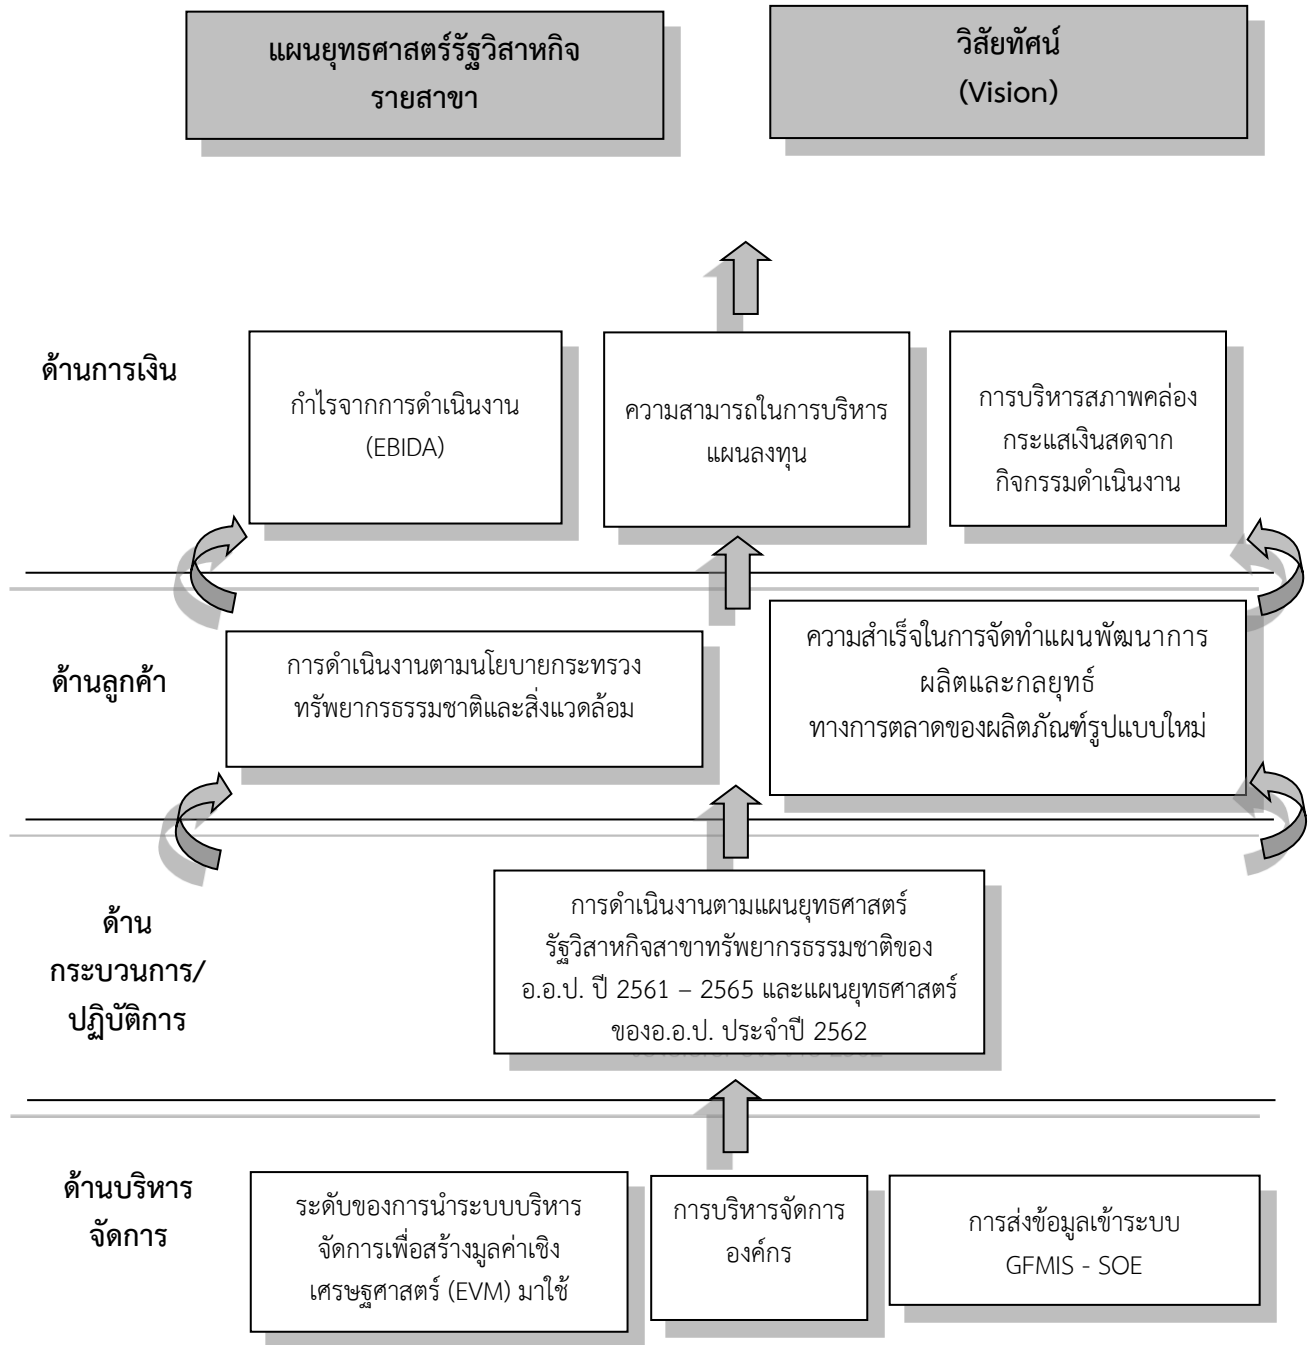 แผนยุทธศาสตร์รัฐวิสาหกิจ
รายสาขา
วิสัยทัศน์
(Vision)
ด้านการเงิน
กำไรจากการดำเนินงาน
(EBIDA)
ความสามารถในการบริหาร
แผนลงทุน
การบริหารสภาพคล่อง
กระแสเงินสดจาก
กิจกรรมดำเนินงาน
ด้านลูกค้า
การดำเนินงานตามนโยบายกระทรวง
ทรัพยากรธรรมชาติและสิ่งแวดล้อม
ความสำเร็จในการจัดทำแผนพัฒนาการ
ผลิตและกลยุทธ์
ทางการตลาดของผลิตภัณฑ์รูปแบบใหม่
ด้าน
กระบวนการ/
ปฏิบัติการ
การดำเนินงานตามแผนยุทธศาสตร์
รัฐวิสาหกิจสาขาทรัพยากรธรรมชาติของ
อ.อ.ป. ปี 2561 – 2565 และแผนยุทธศาสตร์
ของอ.อ.ป. ประจำปี 2562
ด้านบริหาร
จัดการ
ระดับของการนำระบบบริหาร
จัดการเพื่อสร้างมูลค่าเชิง
เศรษฐศาสตร์ (EVM) มาใช้
การบริหารจัดการ
องค์กร
การส่งข้อมูลเข้าระบบ
GFMIS - SOE